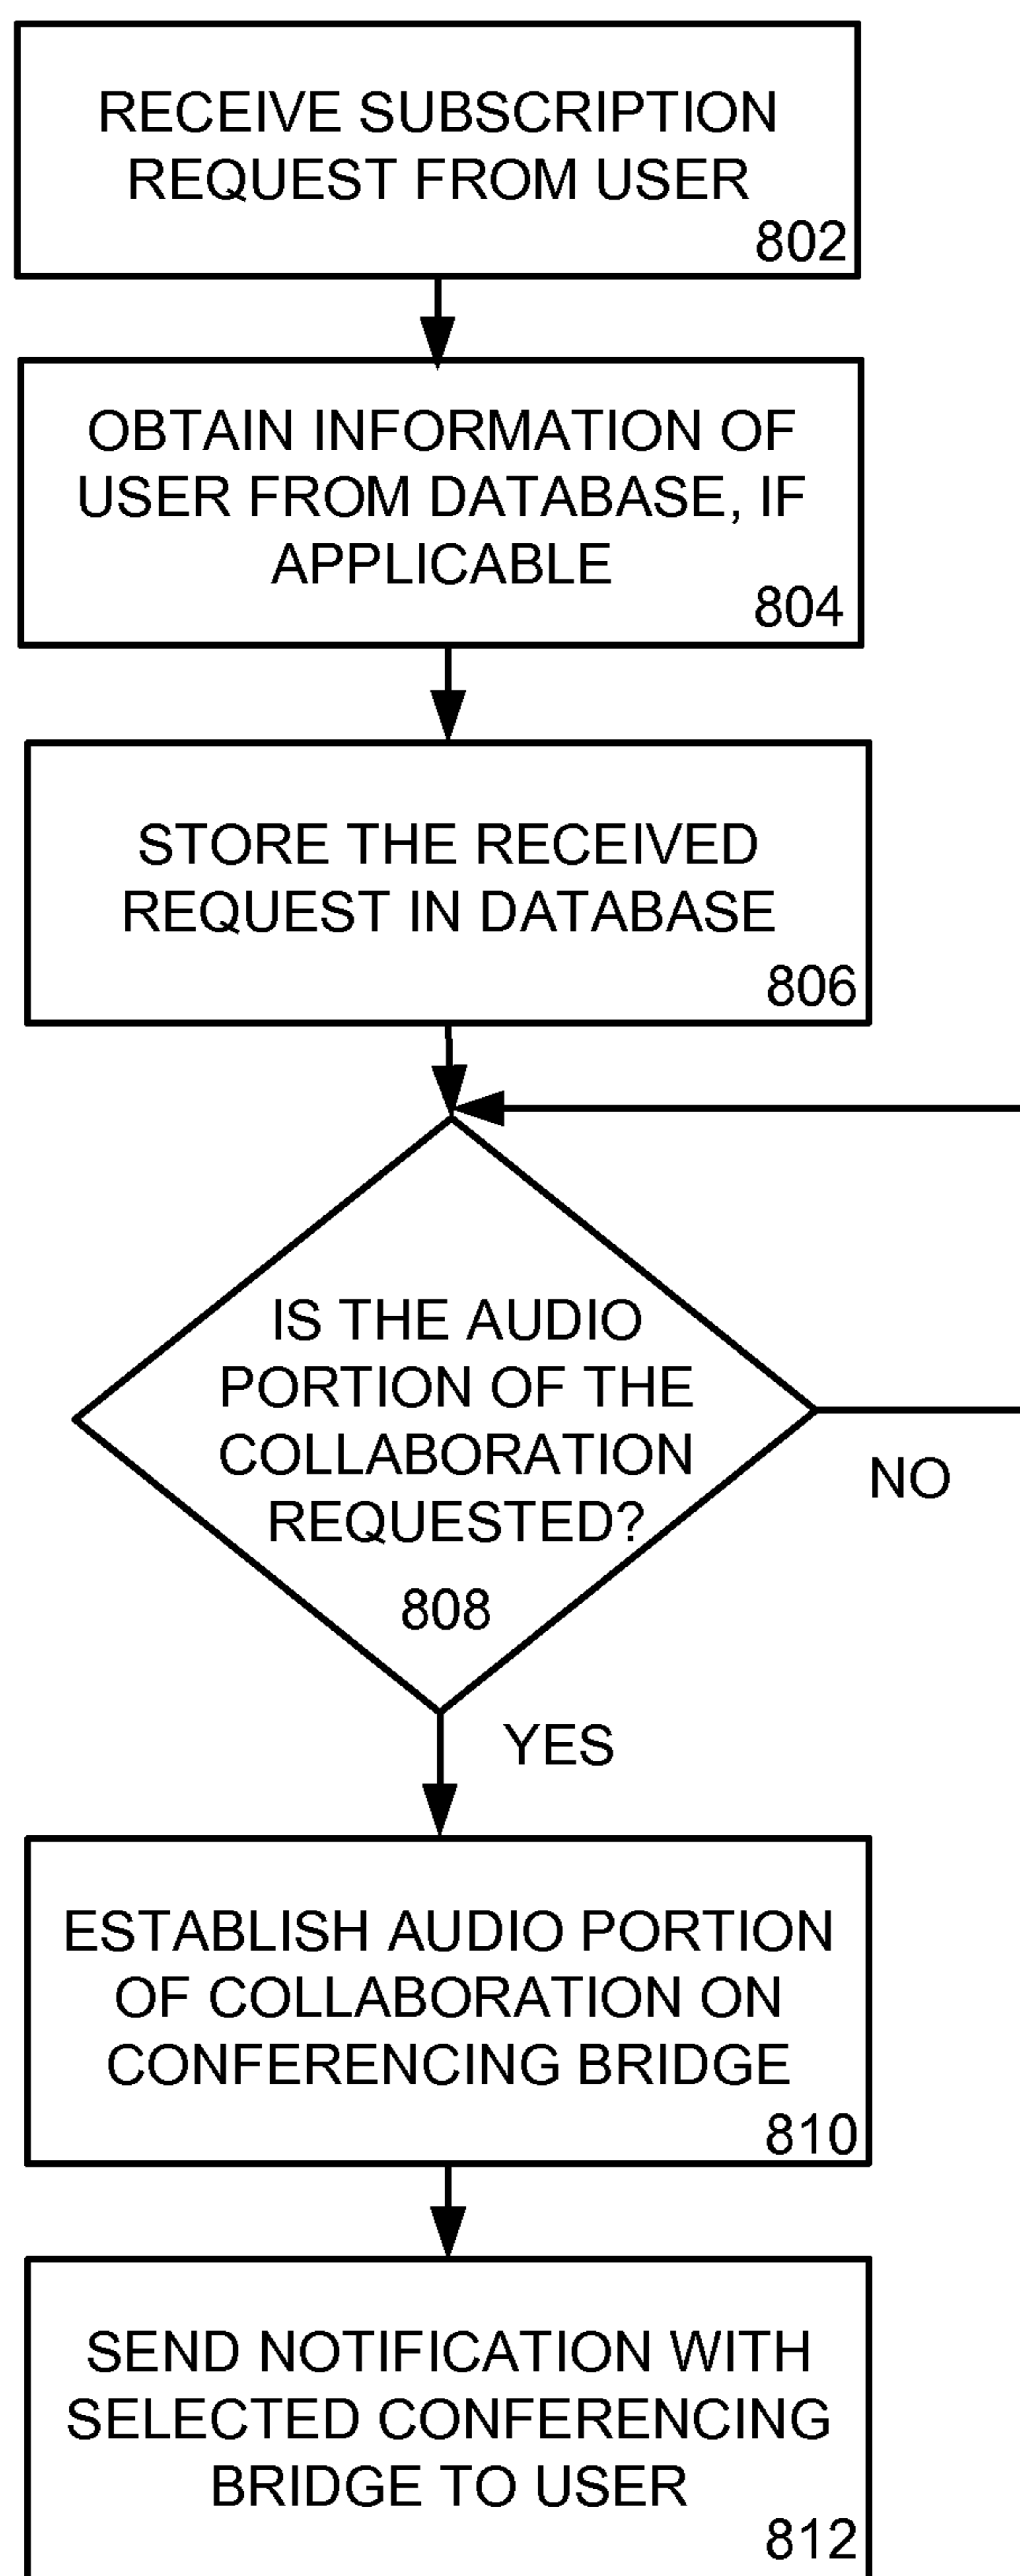 RECEIVE SUBSCRIPTION
REQUEST FROM USER
802
OBTAIN INFORMATION OF
USER FROM DATABASE, IF
APPLICABLE
804
STORE THE RECEIVED
REQUEST IN DATABASE
806
IS THE AUDIO
PORTION OF THE
COLLABORATION
REQUESTED?
808
NO
YES
ESTABLISH AUDIO PORTION
OF COLLABORATION ON
CONFERENCING BRIDGE
810
SEND NOTIFICATION WITH
SELECTED CONFERENCING
BRIDGE TO USER
812